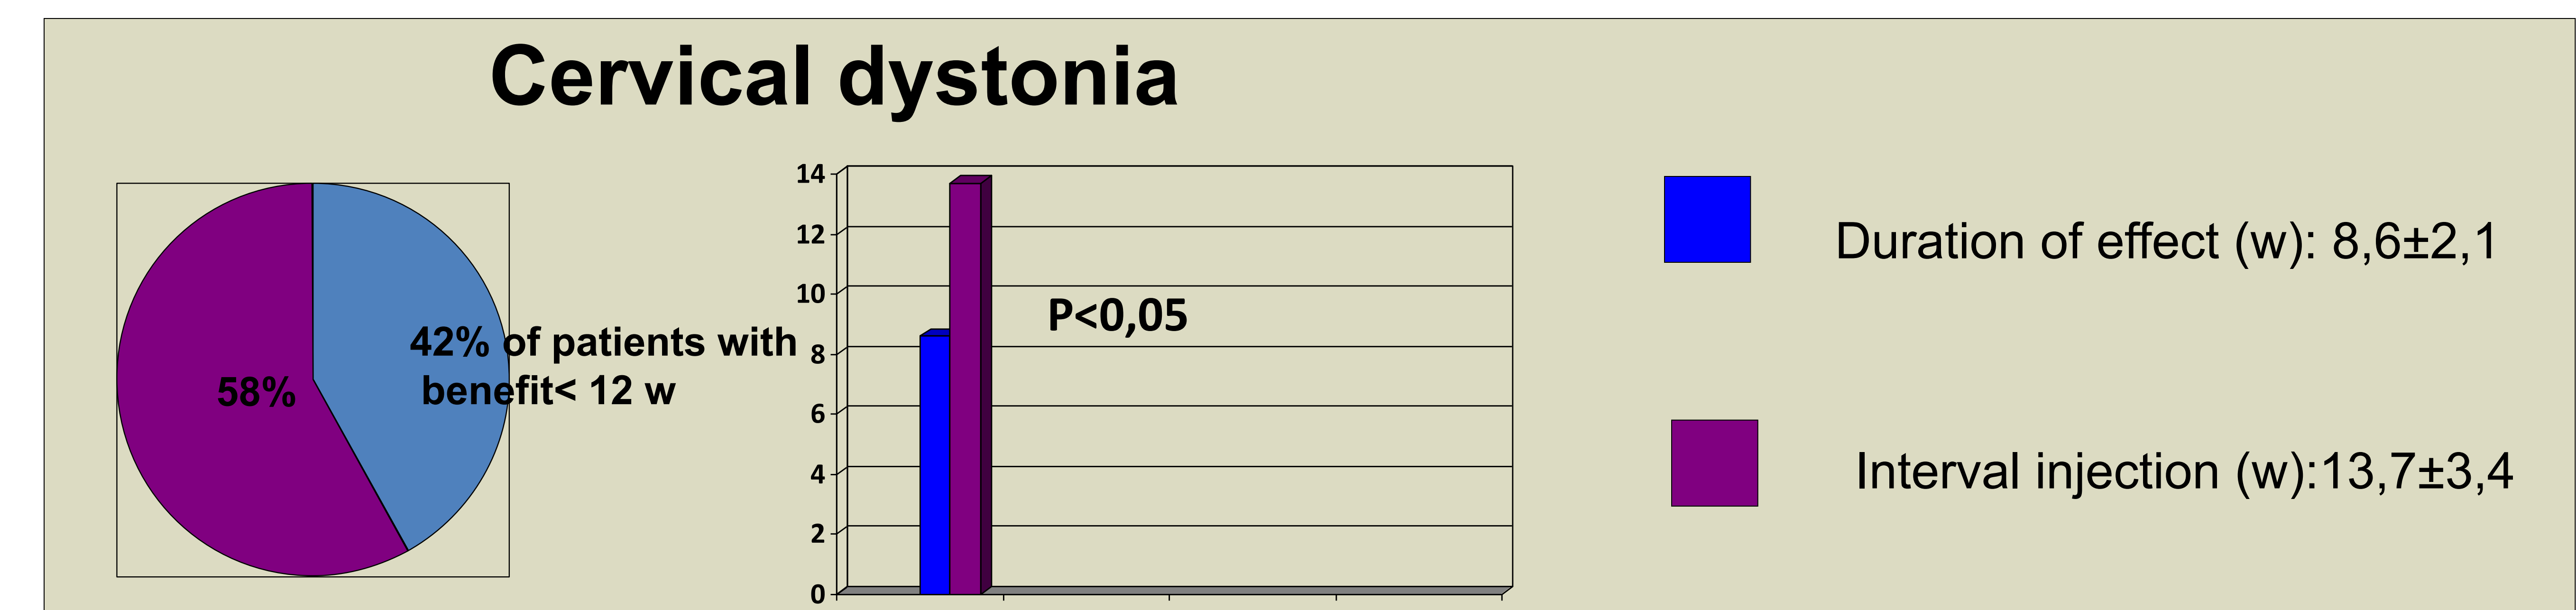 Cervical dystonia
58%
42% of patients with
benefit< 12 w
14
12
10
8
6
4
2
0
P<0,05
Duration of effect (w): 8,6±2,1
Interval injection (w):13,7±3,4